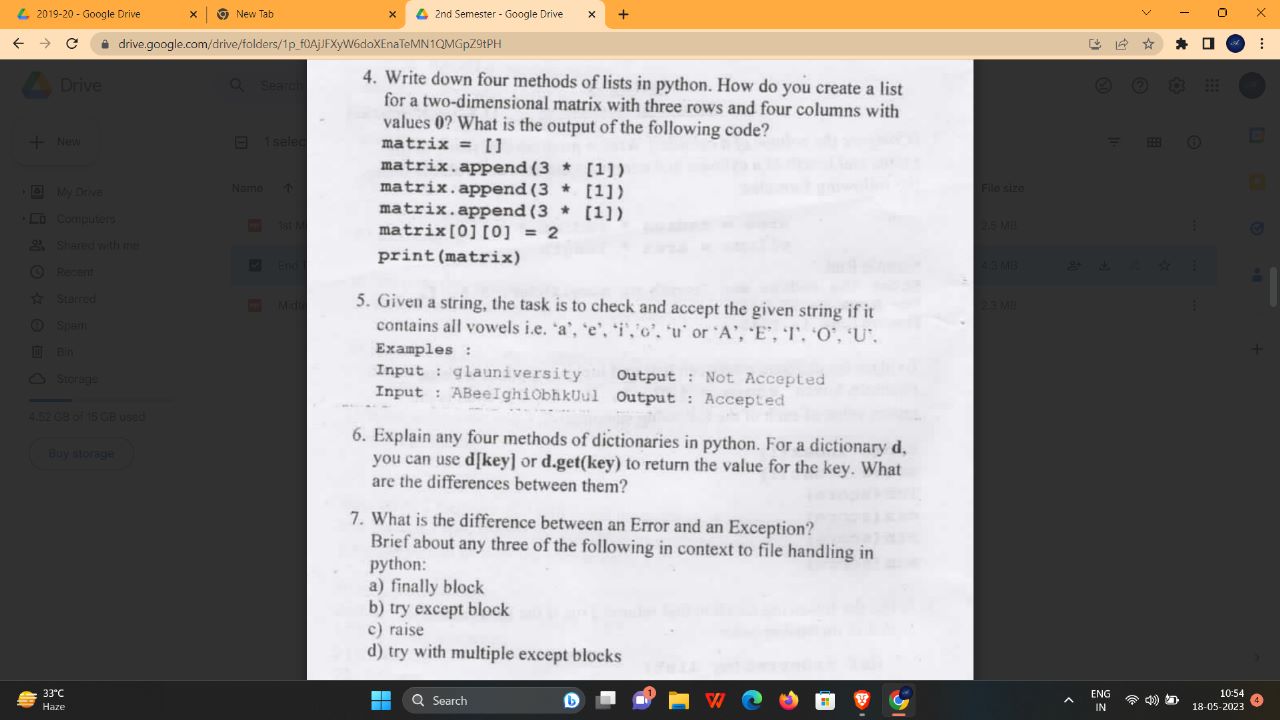 2019-20 - Google Drive
New Tab
2nd Semester - Google Drive
drive.google.com/drive/folders/1p_f0AjJFXyW6doXEnaTeMN1QMGpZ9tPH
Drive
Search
New
1 selec
My Drive
Computers
Shared with me
Recent
Starred
Spam
Bin
Storage
4.52 GB of 15 GB used
Buy storage
Name
File size
1st M
2.5 MB
End T
4.3 MB
Midte
2.3 MB
4. Write down four methods of lists in python. How do you create a list
for a two-dimensional matrix with three rows and four columns with
values 0? What is the output of the following code?
matrix = []
matrix.append(3 * [1])
matrix.append(3 * [1])
matrix.append(3 * [1])
matrix[0][0] = 2
print(matrix)
5. Given a string, the task is to check and accept the given string if it
contains all vowels i.e. 'a', 'e', 'i','o', 'u' or 'A', 'E', 'I', 'O', 'U'.
Examples :
Input : glauniversity Output : Not Accepted
Input : ABeeIghiObhkUul Output : Accepted
6. Explain any four methods of dictionaries in python. For a dictionary d,
you can use d[key] or d.get(key) to return the value for the key. What
are the differences between them?
7. What is the difference between an Error and an Exception?
Brief about any three of the following in context to file handling in
python:
a) finally block
b) try except block
c) raise
d) try with multiple except blocks
33°C
Haze
Search
1
ENG
IN
10:54
18-05-2023
4